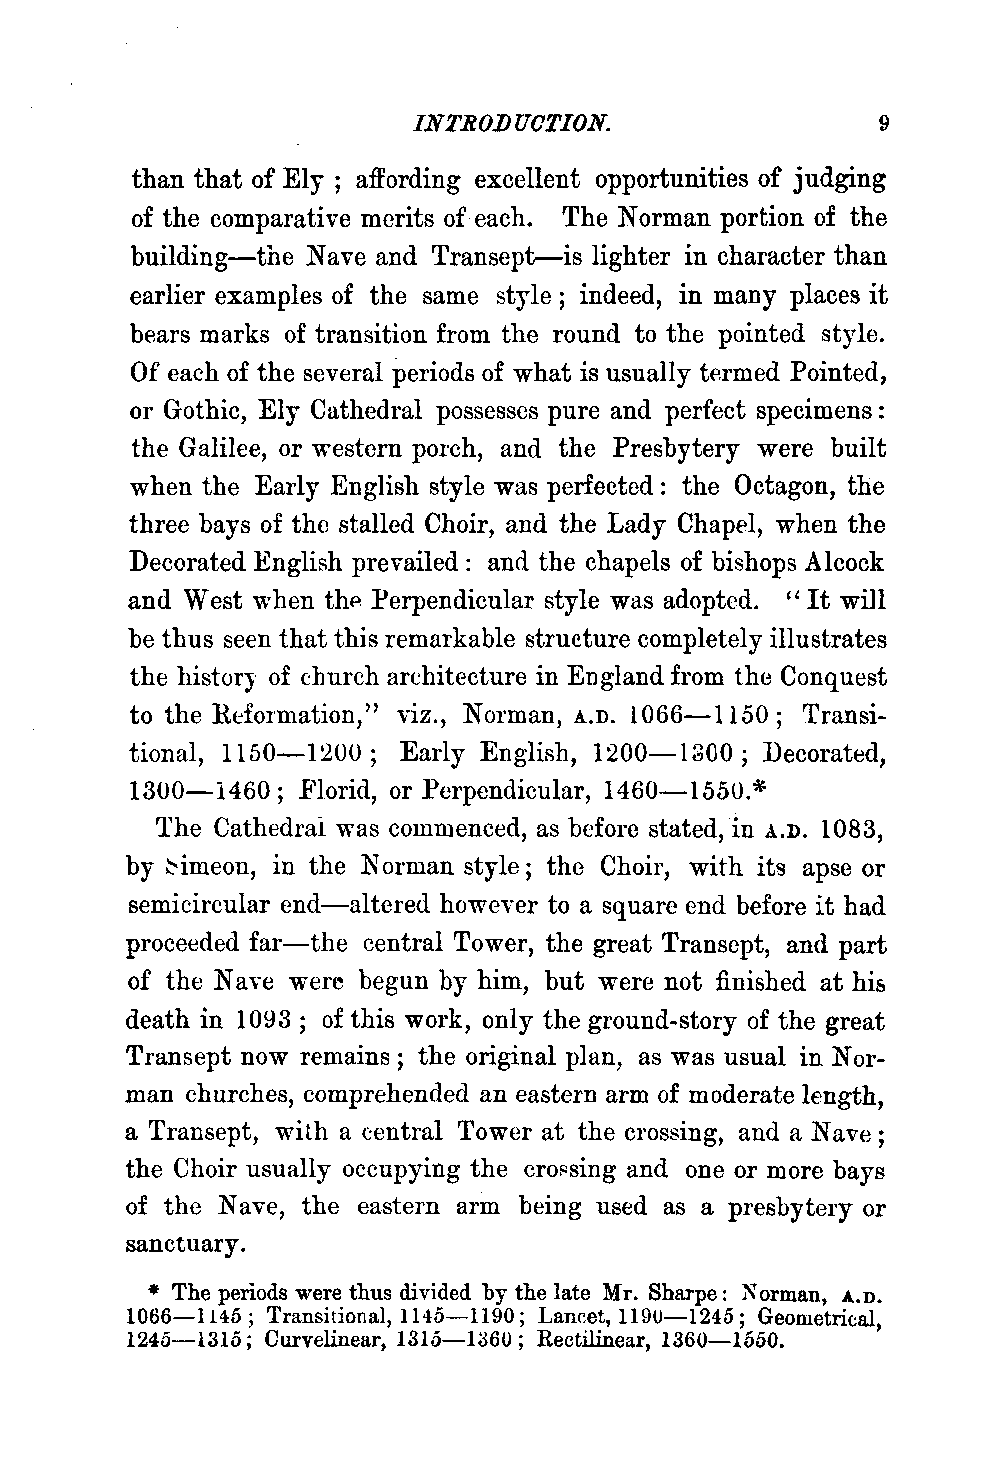 INTRODUCTION. 9
than that of Ely ; affording excellent opportunities of judging
of the comparative merits of each. The Norman portion of the
building—the Nave and Transept—is lighter in character than
earlier examples of the same style ; indeed, in many places it
bears marks of transition from the round to the pointed style.
Of each of the several periods of what is usually termed Pointed,
or Gothic, Ely Cathedral possesses pure and perfect specimens :
the Galilee, or western porch, and the Presbytery were built
when the Early English style was perfected : the Octagon, the
three bays of the stalled Choir, and the Lady Chapel, when the
Decorated English prevailed : and the chapels of bishops Alcock
and West when the Perpendicular style was adopted. “ It will
be thus seen that this remarkable structure completely illustrates
the history of church architecture in England from the Conquest
to the Reformation,” viz., Norman, A.D. 1066—1150 ; Transi-
tional, 1150—1200 ; Early English, 1200—1300 ; Decorated,
1300—1460 ; Florid, or Perpendicular, 1460—1550.*
The Cathedral was commenced, as before stated, in A.D. 1083,
by Simeon, in the Norman style ; the Choir, with its apse or
semicircular end—altered however to a square end before it had
proceeded far—the central Tower, the great Transept, and part
of the Nave were begun by him, but were not finished at his
death in 1093 ; of this work, only the ground-story of the great
Transept now remains ; the original plan, as was usual in Nor-
man churches, comprehended an eastern arm of moderate length,
a Transept, with a central Tower at the crossing, and a Nave ;
the Choir usually occupying the crossing and one or more bays
of the Nave, the eastern arm being used as a presbytery or
sanctuary.
* The periods were thus divided by the late Mr. Sharpe : Norman, A.D.
1066—1145 ; Transitional, 1145—1190 ; Lancet, 1190—1245 ; Geometrical,
1245—1315 ; Curvelinear, 1315—1360 ; Rectilinear, 1360—1550.